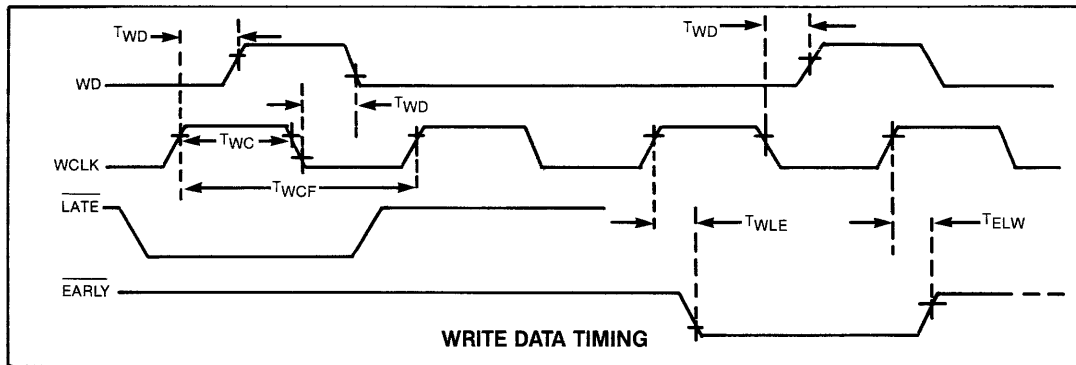 TWD
TWD
WD
TWD
WCLK
TWC
TWCF
LATE
TWLE
TELW
EARLY
WRITE DATA TIMING